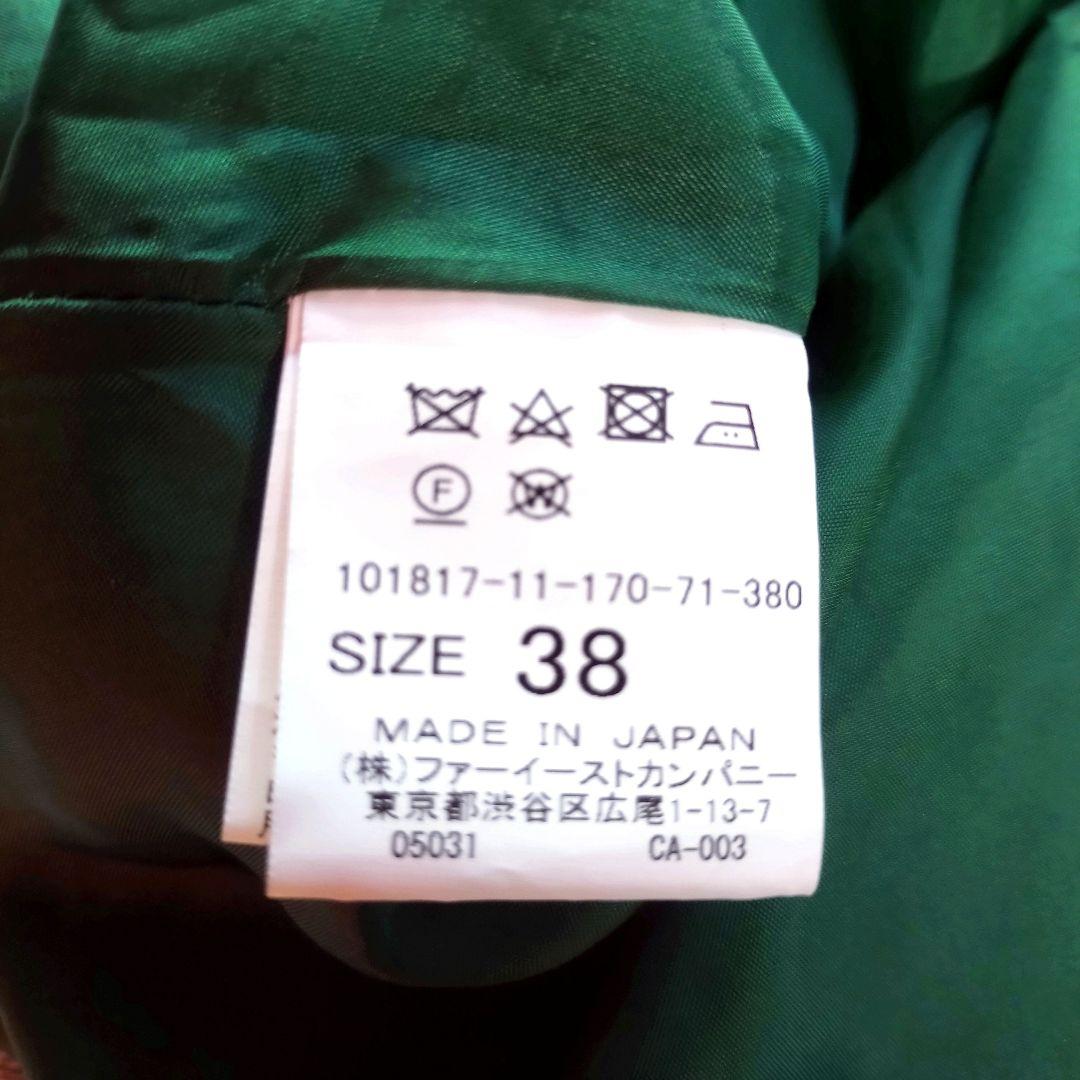 F W
101817-11-170-71-380
SIZE 38
MADE IN JAPAN
(株)ファーイーストカンパニー
東京都渋谷区広尾1-13-7
05031 CA-003